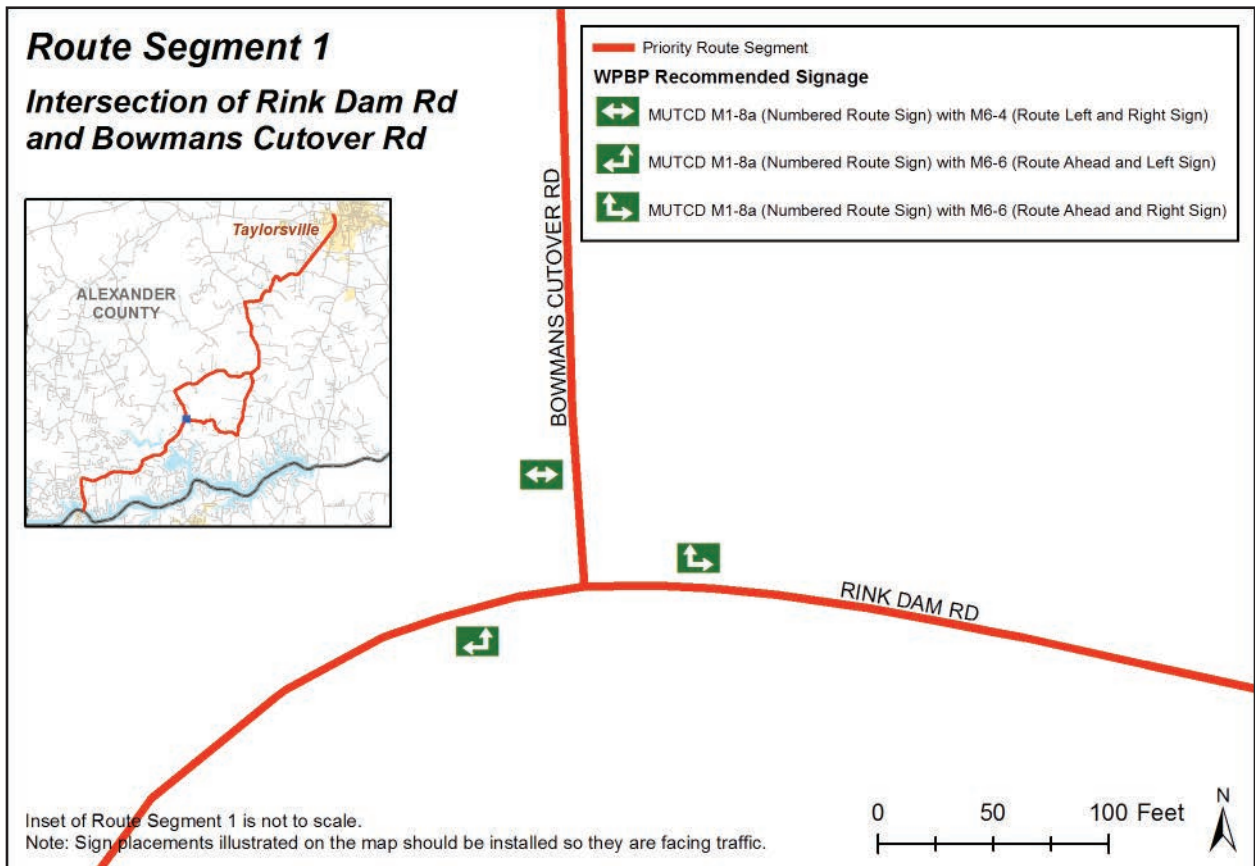 Route Segment 1
Intersection of Rink Dam Rd
and Bowmans Cutover Rd
Priority Route Segment
WPBP Recommended Signage
MUTCD M1-8a (Numbered Route Sign) with M6-4 (Route Left and Right Sign)
MUTCD M1-8a (Numbered Route Sign) with M6-6 (Route Ahead and Left Sign)
MUTCD M1-8a (Numbered Route Sign) with M6-6 (Route Ahead and Right Sign)
Taylorsville
ALEXANDER
COUNTY
BOWMANS CUTOVER RD
RINK DAM RD
Inset of Route Segment 1 is not to scale.
Note: Sign placements illustrated on the map should be installed so they are facing traffic.
0 50 100 Feet
N